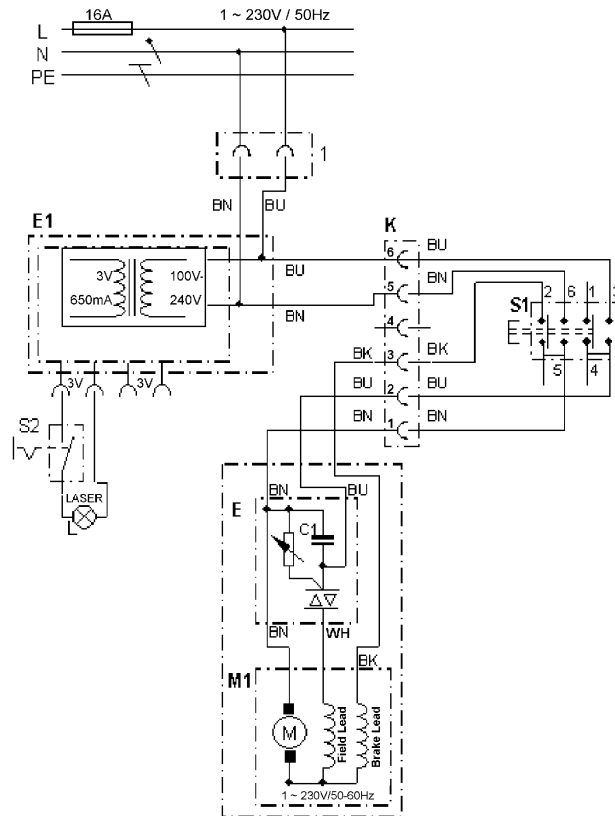 16A 1 ~ 230V / 50Hz
L
N
PE
1
BN BU
E1 K
6 BU
3V 100V-
BU
5 BN
650mA 240V
BN
2 6 1 3
S1
4
BK 3 BK
3V 3V
5 4
BU 2 BU
S2
BN 1 BN
LASER
L
BN BU
E C1
BN WH
BK
M1
M
Field Lead
Brake Lead
1 ~ 230V/50-60Hz